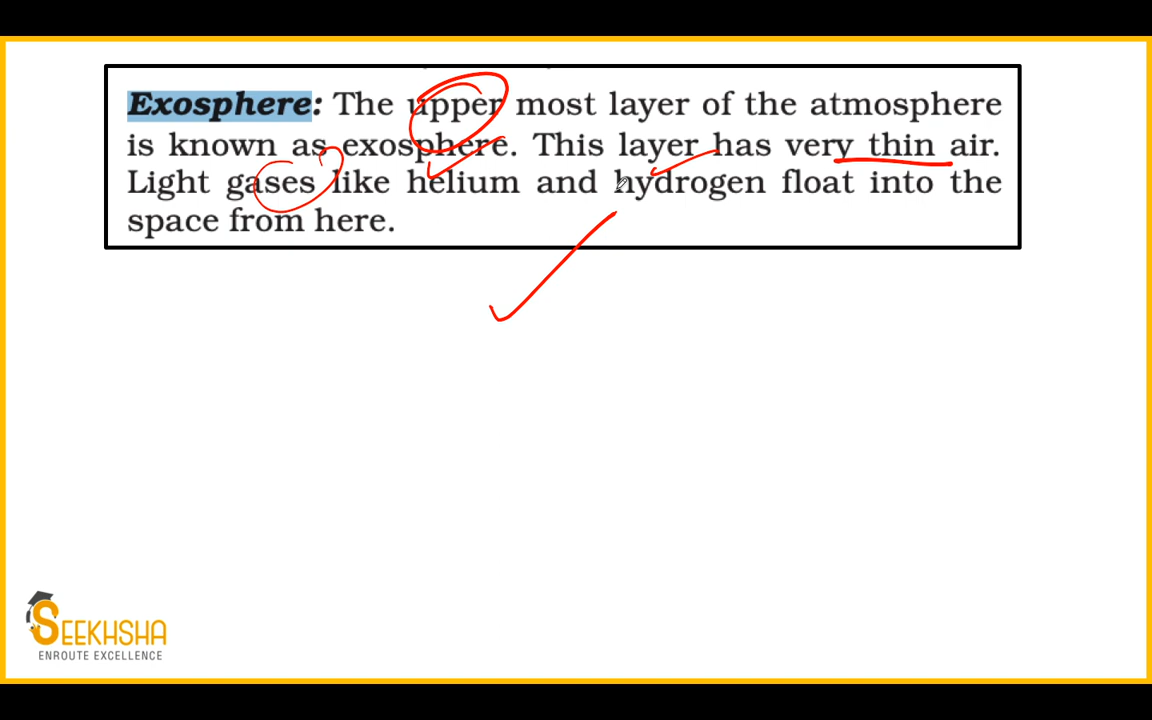 Exosphere: The upper most layer of the atmosphere
is known as exosphere. This layer has very thin air.
Light gases like helium and hydrogen float into the
space from here.
SEEKHSHA
ENROUTE EXCELLENCE